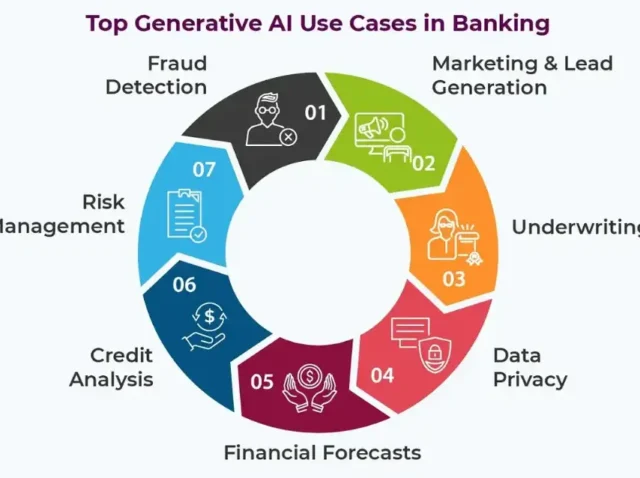 Top Generative AI Use Cases in Banking
Fraud
Detection
01
Marketing & Lead
Generation
02
Underwriting
03
Data
Privacy
04
Financial Forecasts
05
Credit
Analysis
06
Risk
Management
07